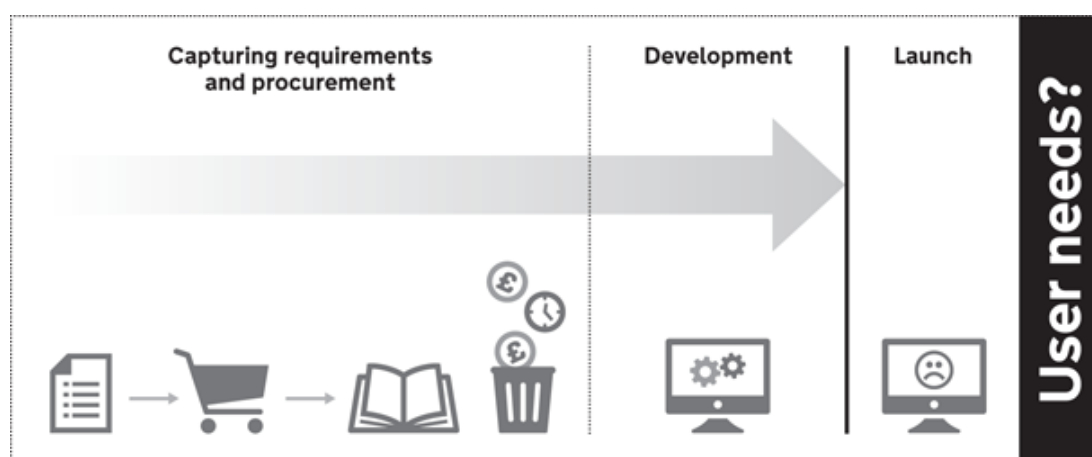 Capturing requirements
and procurement
Development
Launch
User needs?
£
£